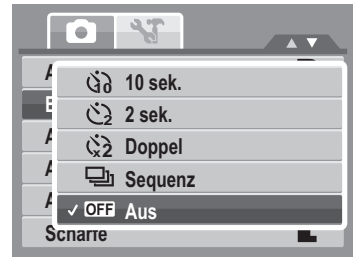 10 sek.
2 sek.
Doppel
Sequenz
OFF Aus
Schärfe